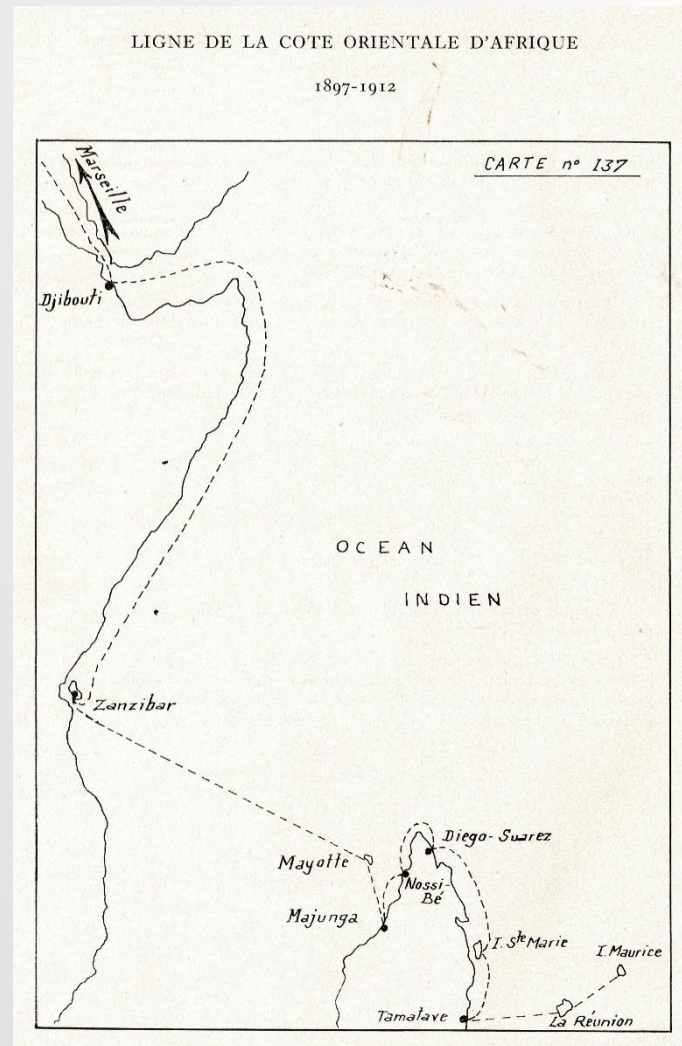 LIGNE DE LA COTE ORIENTALE D'AFRIQUE
1897-1912
CARTE nº 137
Marseille
Djibouti
OCEAN
INDIEN
Zanzibar
Diego-Suarez
Mayotte
Nossi-
Bé
Majunga
I. Ste Marie
I. Maurice
Tamatave
La Réunion